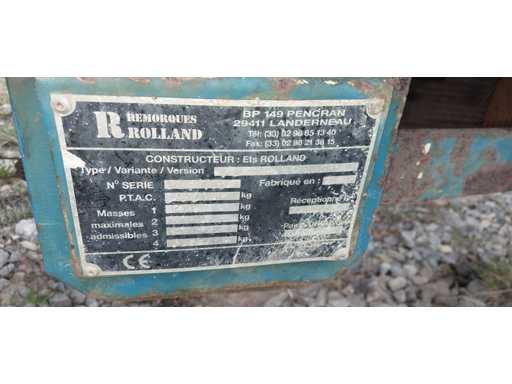 R REMORQUES
ROLLAND
BP 149 PENCRAN
29411 LANDERNEAU
Tél: (33) 02 98 85 13 40
Fax: (33) 02 98 21 38 15
CONSTRUCTEUR : Ets ROLLAND
Type / Variante / Version
N° SERIE Fabriqué en :
P.T.A.C. kg
Masses 1 kg Réceptionné
maximales 2 kg
admissibles 3 kg
4 kg
CE